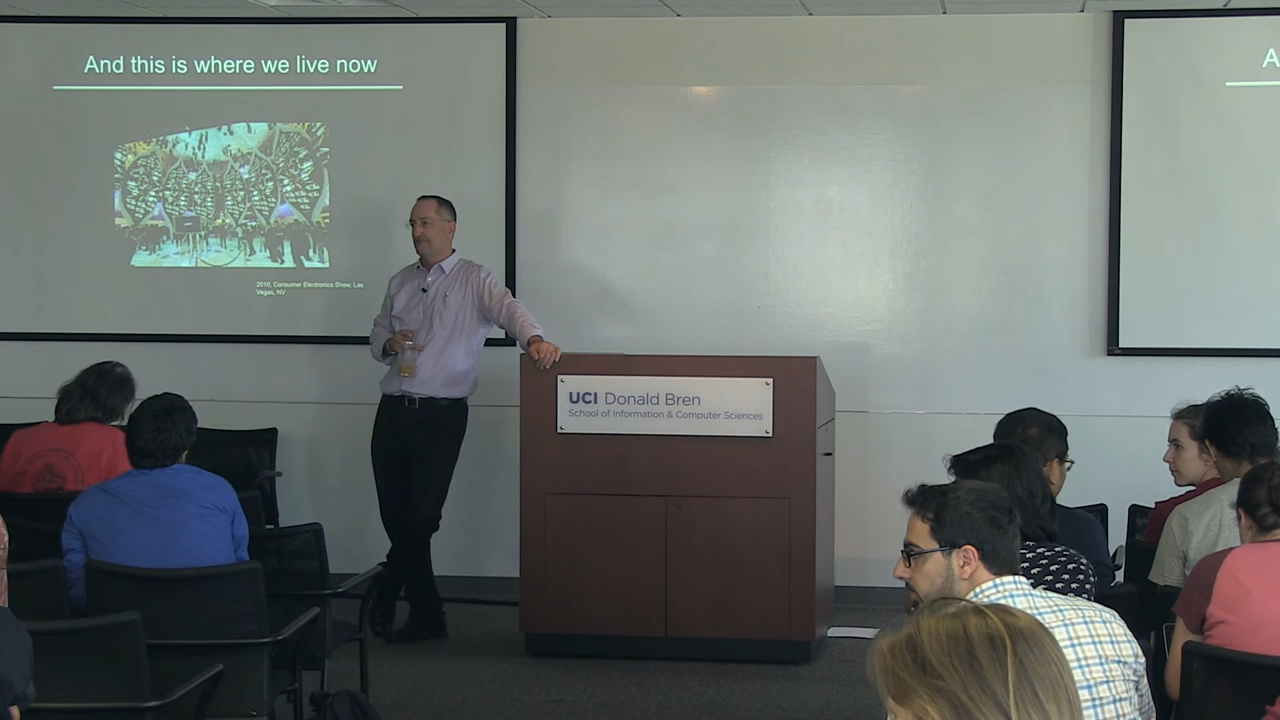 And this is where we live now
2010, Consumer Electronics Show, Las
Vegas, NV
UCI Donald Bren
School of Information & Computer Sciences
A